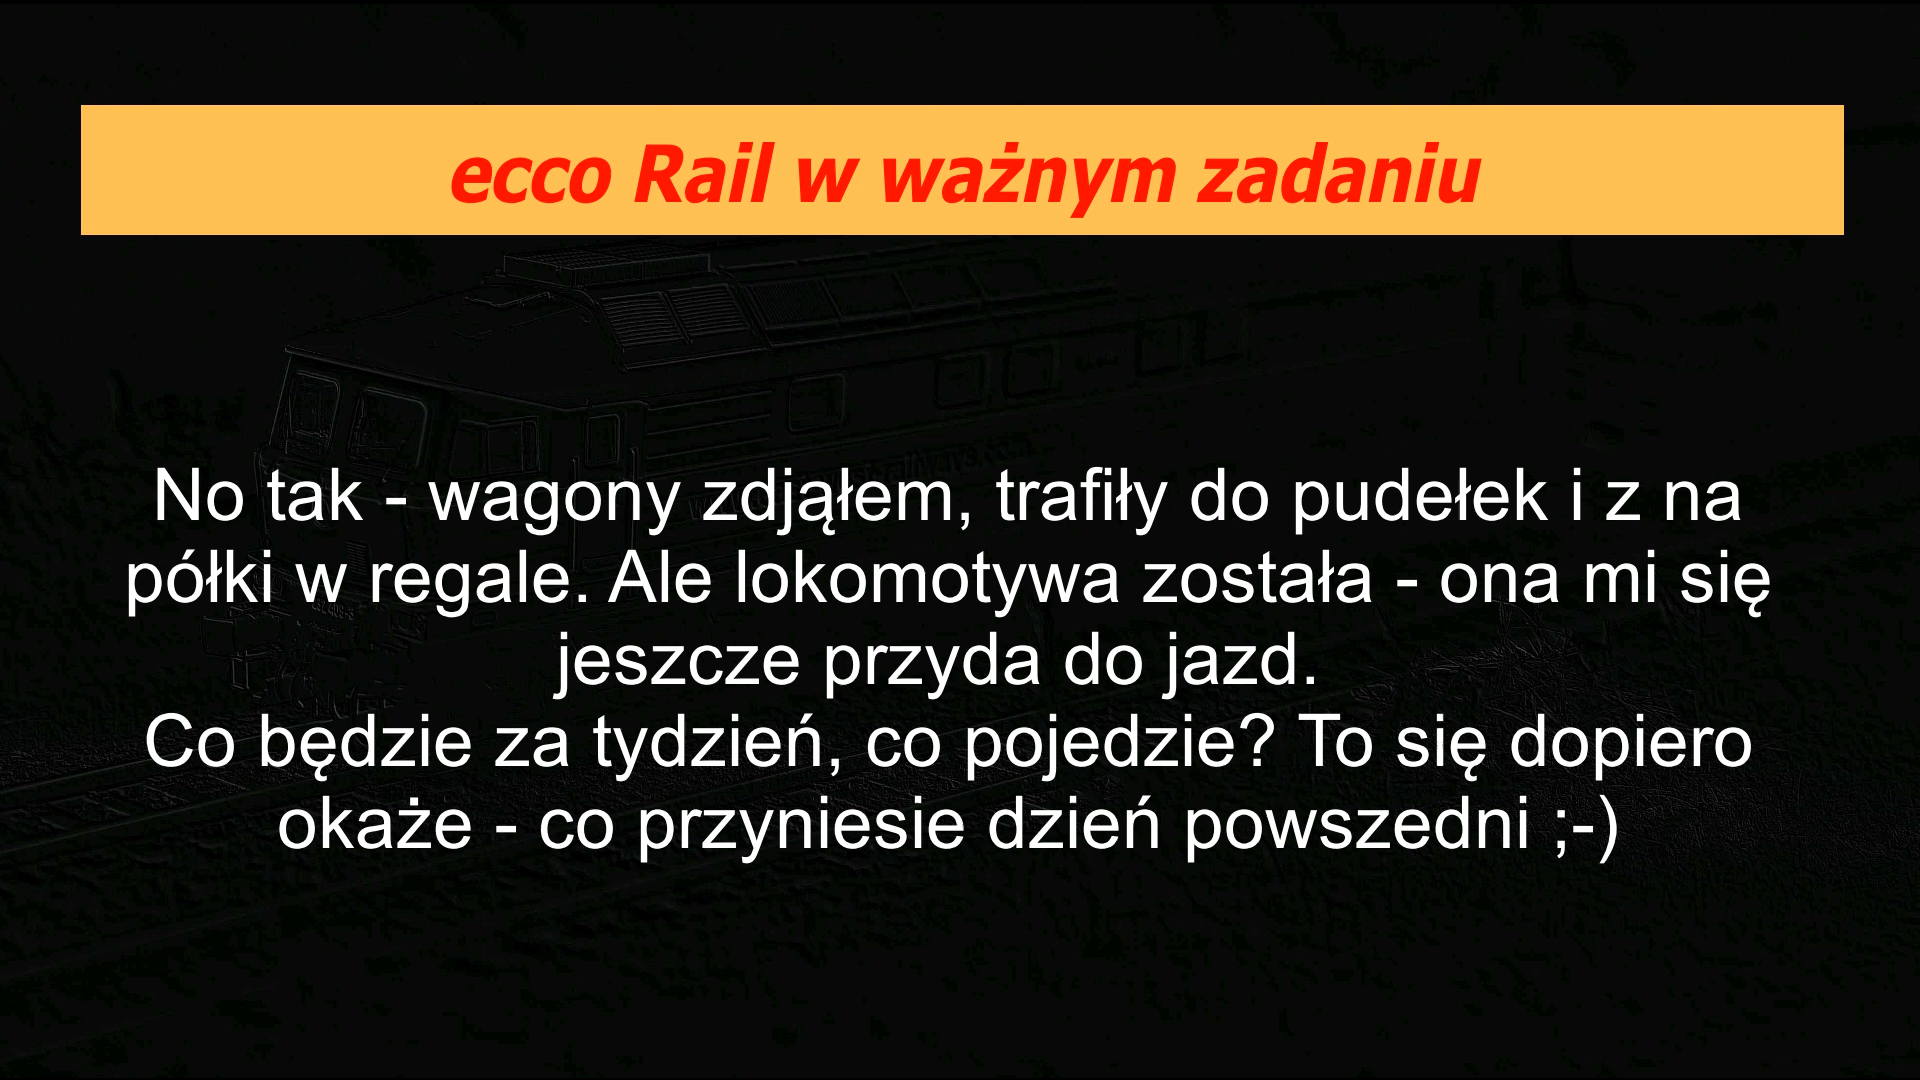 ecco Rail w ważnym zadaniu
No tak - wagony zdjąłem, trafiły do pudełek i z na
półki w regale. Ale lokomotywa została - ona mi się
jeszcze przyda do jazd.
Co będzie za tydzień, co pojedzie? To się dopiero
okaże - co przyniesie dzień powszedni ;-)